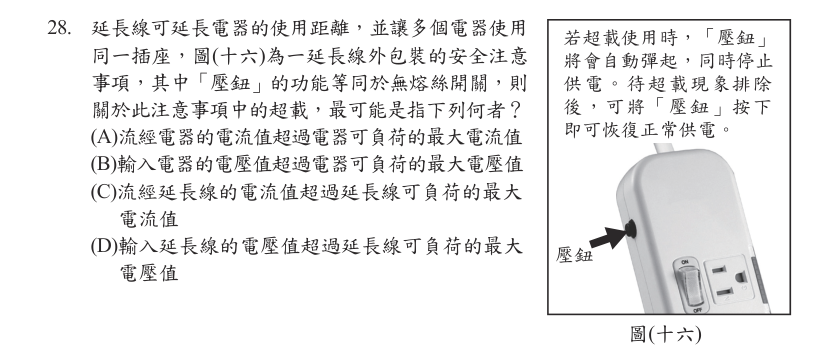 28. 延長線可延長電器的使用距離，並讓多個電器使用
同一插座，圖(十六)為一延長線外包裝的安全注意
事項，其中「壓鈕」的功能等同於無熔絲開關，則
關於此注意事項中的超載，最可能是指下列何者？
(A)流經電器的電流值超過電器可負荷的最大電流值
(B)輸入電器的電壓值超過電器可負荷的最大電壓值
(C)流經延長線的電流值超過延長線可負荷的最大
電流值
(D)輸入延長線的電壓值超過延長線可負荷的最大
電壓值
若超載使用時，「壓鈕」
將會自動彈起，同時停止
供電。待超載現象排除
後，可將「壓鈕」按下
即可恢復正常供電。
壓鈕
ON
OFF
圖(十六)